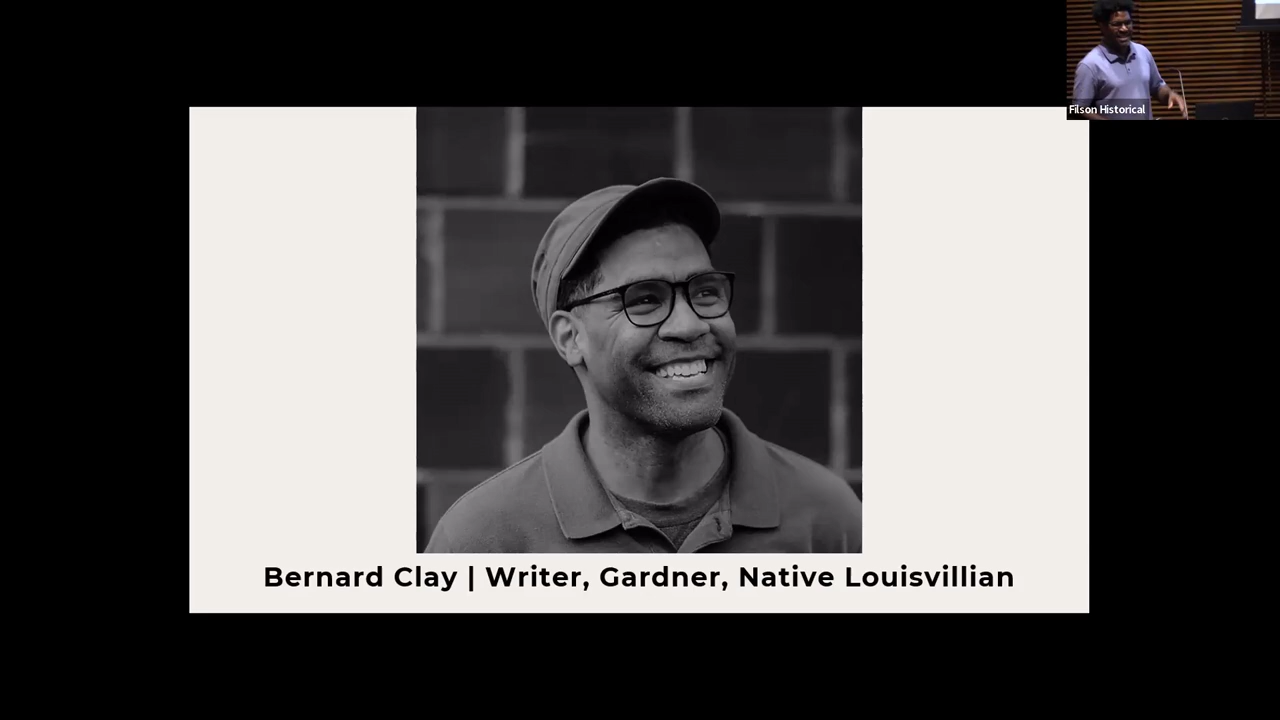 Filson Historical
Bernard Clay | Writer, Gardner, Native Louisvillian